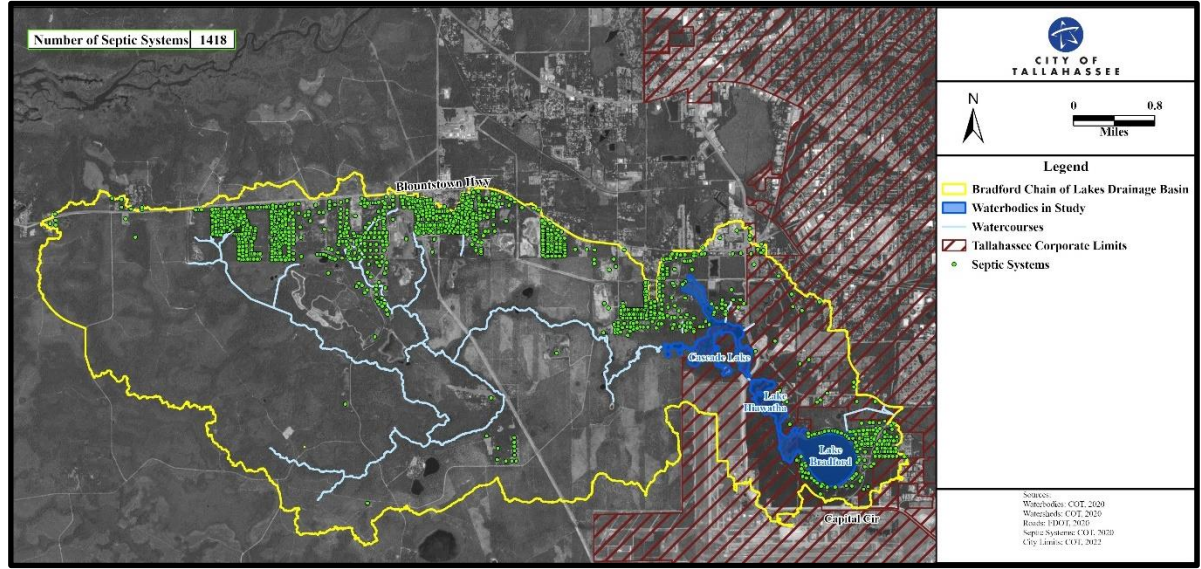 Number of Septic Systems 1418
Blountstown Hwy
Cascade Lake
Lake
Hiawatha
Lake
Bradford
Capital Cir
CITY OF
TALLAHASSEE
N
0 0.8
Miles
Legend
Bradford Chain of Lakes Drainage Basin
Waterbodies in Study
Watercourses
Tallahassee Corporate Limits
Septic Systems
Sources:
Waterbodies: COT, 2020
Watersheds: COT, 2020
Roads: FDOT, 2020
Septic Systems: COT, 2020
City Limits: COT, 2022